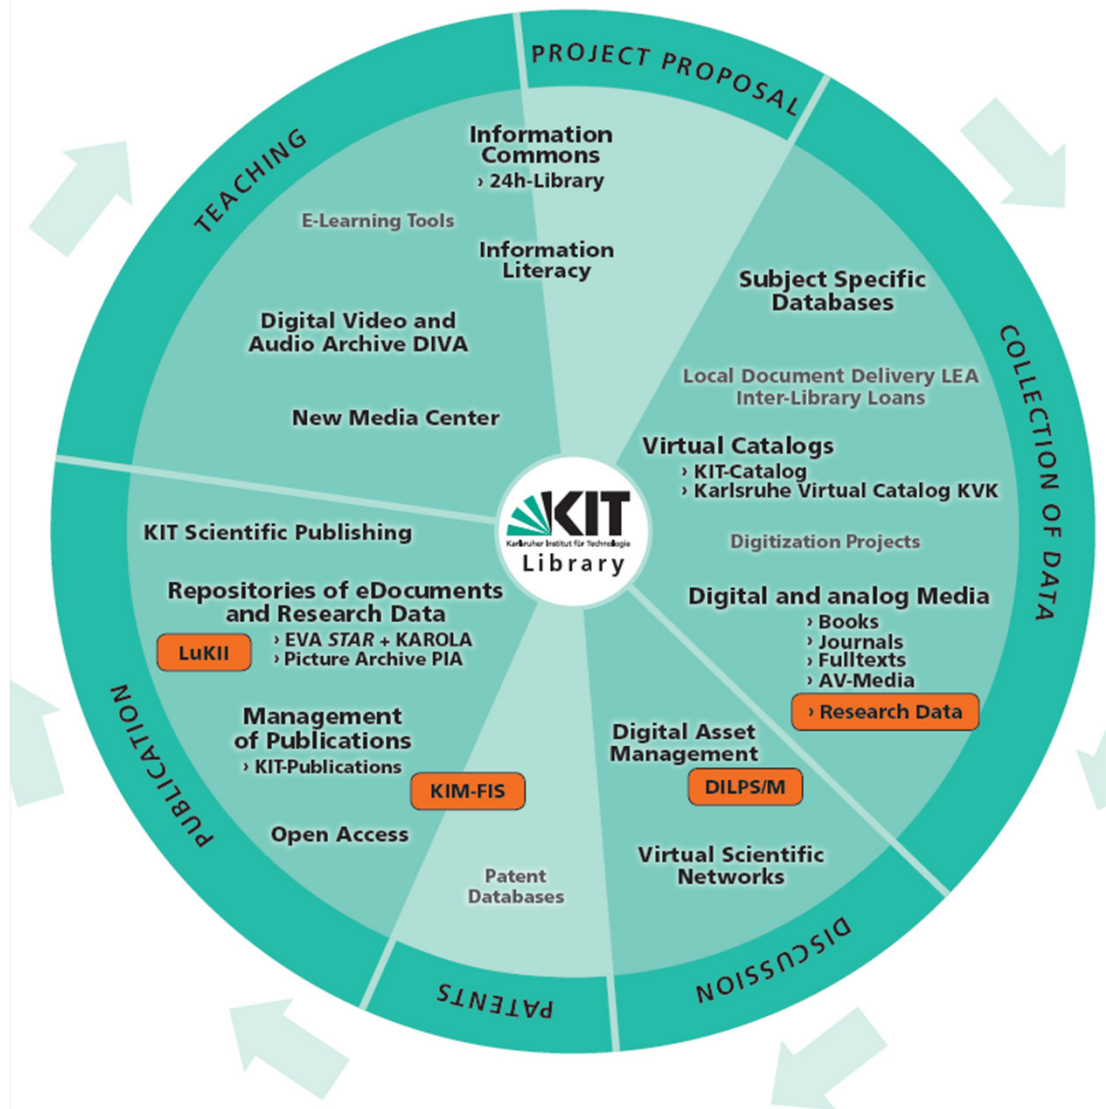 PROJECT PROPOSAL
Information
Commons
› 24h-Library
Information
Literacy
COLLECTION OF DATA
Subject Specific
Databases
Local Document Delivery LEA
Inter-Library Loans
Virtual Catalogs
› KIT-Catalog
› Karlsruhe Virtual Catalog KVK
Digitization Projects
Digital and analog Media
› Books
› Journals
› Fulltexts
› AV-Media
› Research Data
DISCUSSION
Digital Asset
Management
DILPS/M
Virtual Scientific
Networks
PATENTS
Patent
Databases
PUBLICATION
KIT Scientific Publishing
Repositories of eDocuments
and Research Data
› EVA STAR + KAROLA
› Picture Archive PIA
LuKII
Management
of Publications
› KIT-Publications
KIM-FIS
Open Access
TEACHING
E-Learning Tools
Digital Video and
Audio Archive DIVA
New Media Center
KIT
Karlsruher Institut für Technologie
Library